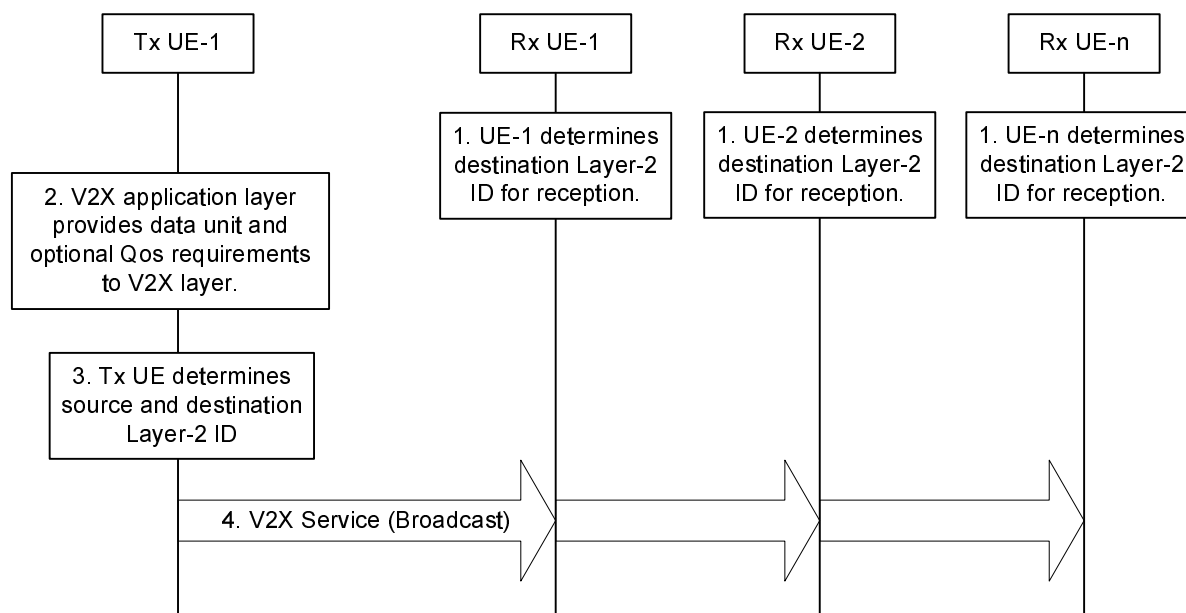 Tx UE-1
Rx UE-1
Rx UE-2
Rx UE-n
1. UE-1 determines
destination Layer-2
ID for reception.
1. UE-2 determines
destination Layer-2
ID for reception.
1. UE-n determines
destination Layer-2
ID for reception.
2. V2X application layer
provides data unit and
optional Qos requirements
to V2X layer.
3. Tx UE determines
source and destination
Layer-2 ID
4. V2X Service (Broadcast)